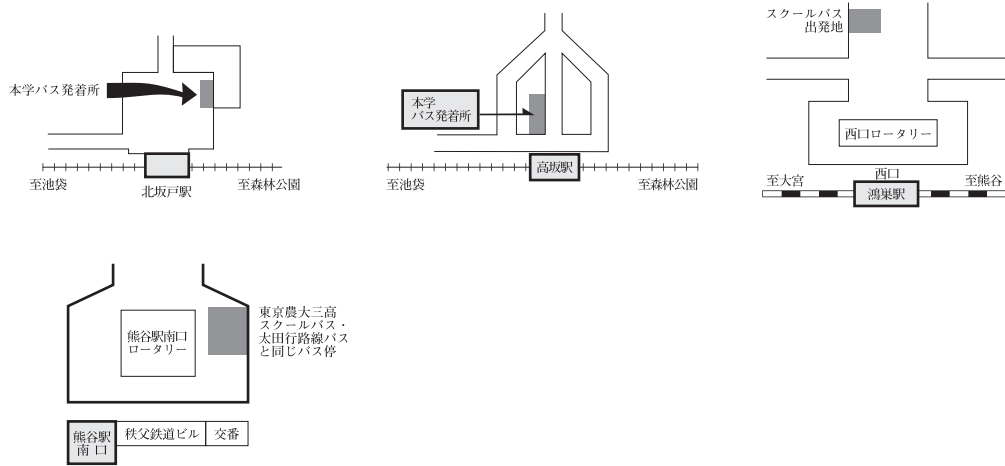 本学バス発着所
至池袋
北坂戸駅
至森林公園
本学
バス発着所
高坂駅
至池袋
至森林公園
スクールバス
出発地
西口ロータリー
西口
至大宮
鴻巣駅
至熊谷
熊谷駅南口
ロータリー
東京農大三高
スクールバス・
太田行路線バス
と同じバス停
熊谷駅
南 口
秩父鉄道ビル
交番